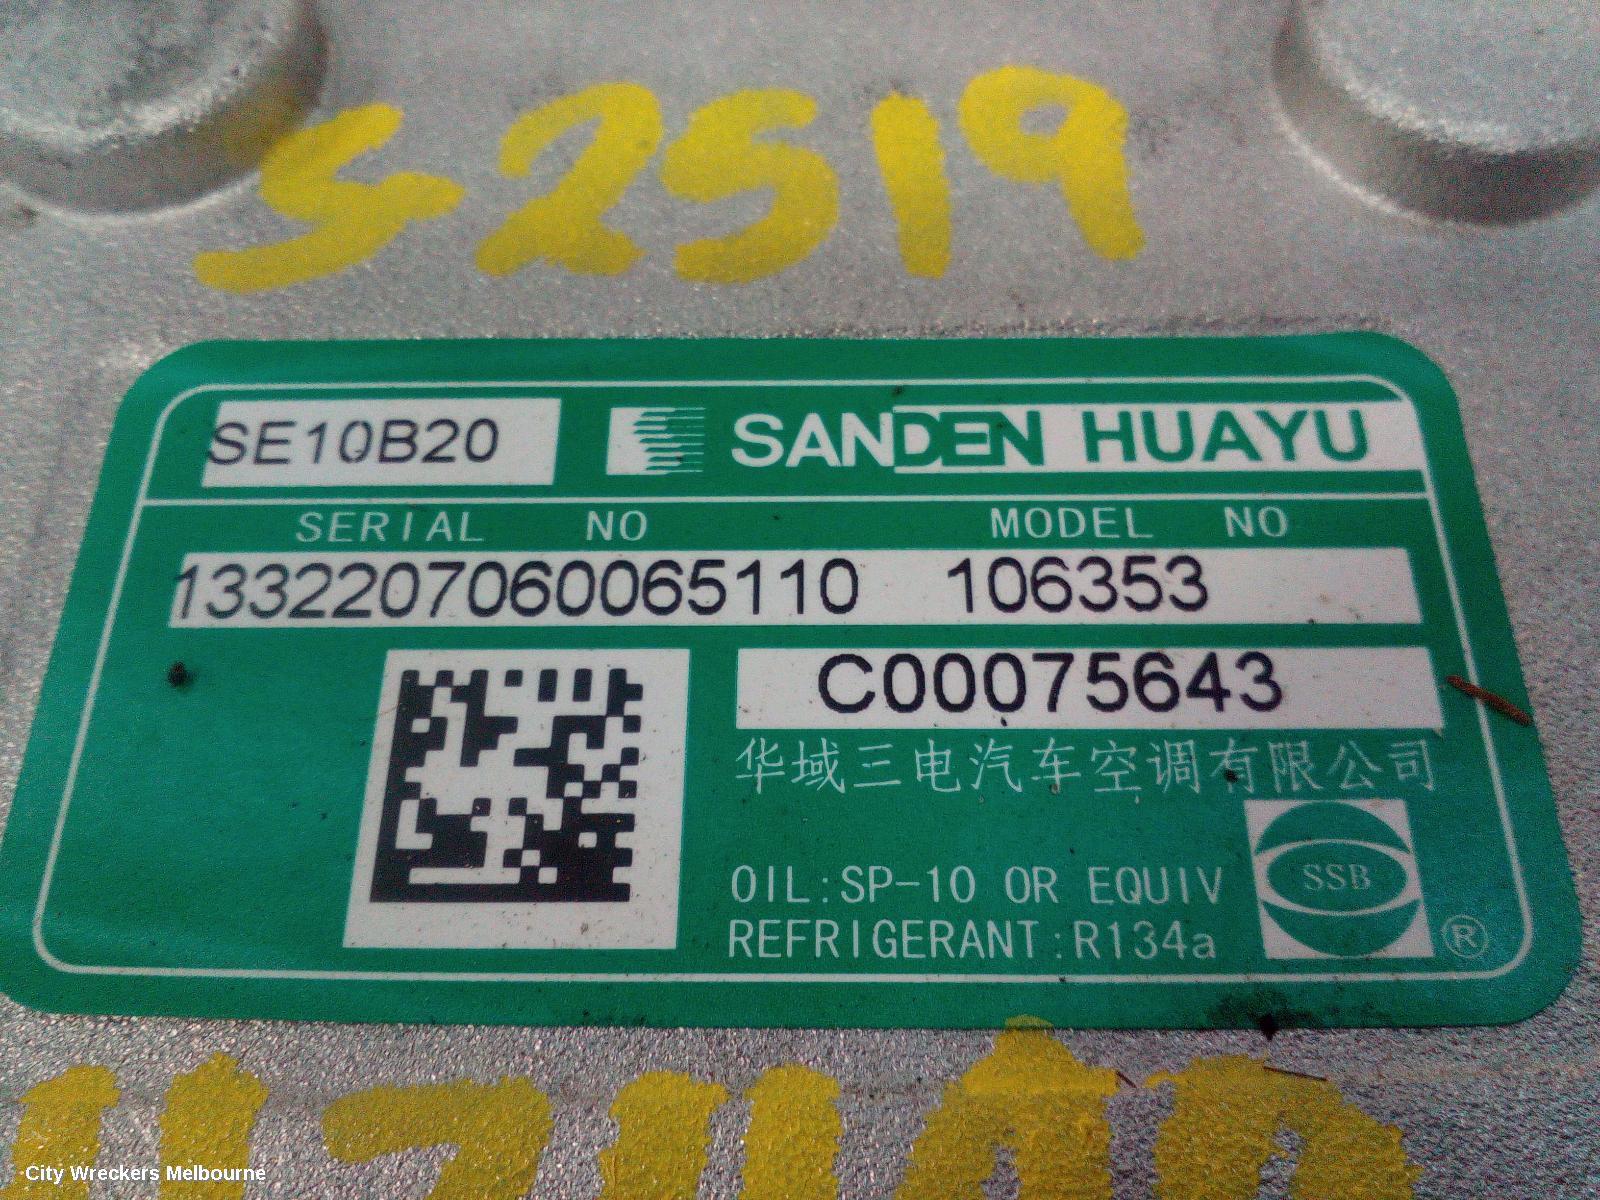 S2519
SE10B20 SANDEN HUAYU
SERIAL NO MODEL NO
1332207060065110 106353
C00075643
华域三电汽车空调有限公司
OIL:SP-10 OR EQUIV
SSB
REFRIGERANT:R134a ®
City Wreckers Melbourne